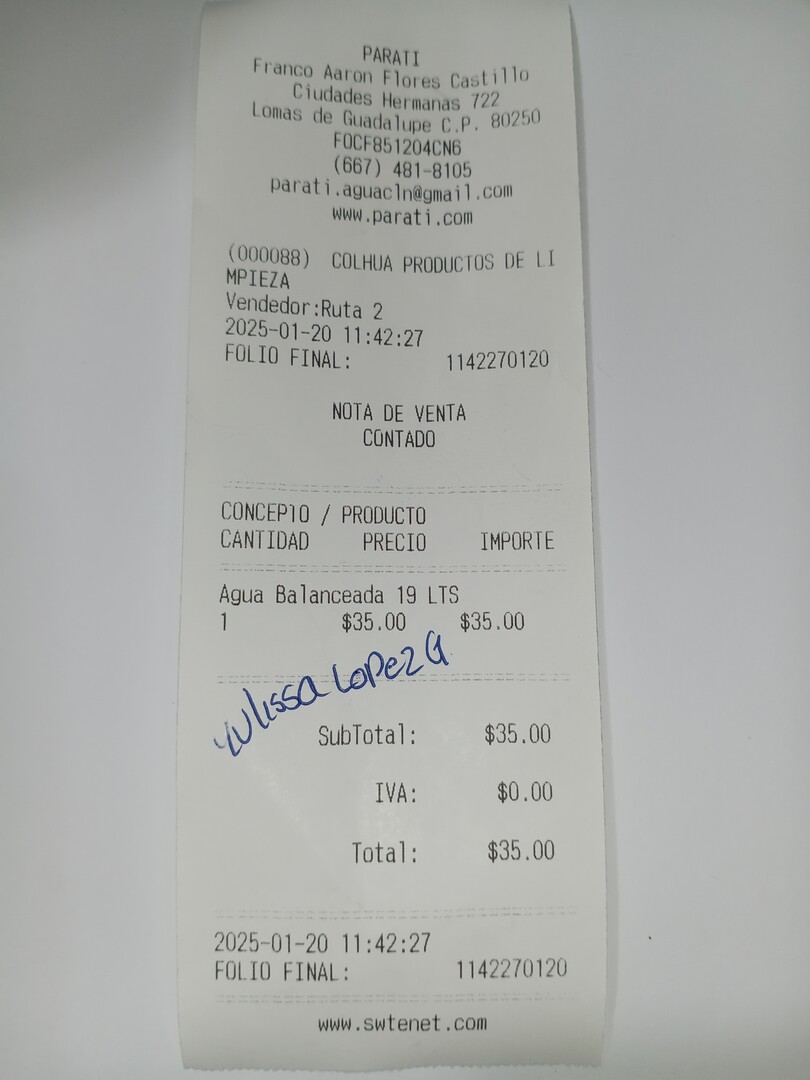 PARATI
Franco Aaron Flores Castillo
Ciudades Hermanas 722
Lomas de Guadalupe C.P. 80250
FOCF851204CN6
(667) 481-8105
parati.aguacln@gmail.com
www.parati.com
(000088) COLHUA PRODUCTOS DE LI
MPIEZA
Vendedor:Ruta 2
2025-01-20 11:42:27
FOLIO FINAL: 1142270120
NOTA DE VENTA
CONTADO
CONCEPTO / PRODUCTO
CANTIDAD PRECIO IMPORTE
Agua Balanceada 19 LTS
1 $35.00 $35.00
Yulissa Lopez G
SubTotal: $35.00
IVA: $0.00
Total: $35.00
2025-01-20 11:42:27
FOLIO FINAL: 1142270120
www.swtenet.com